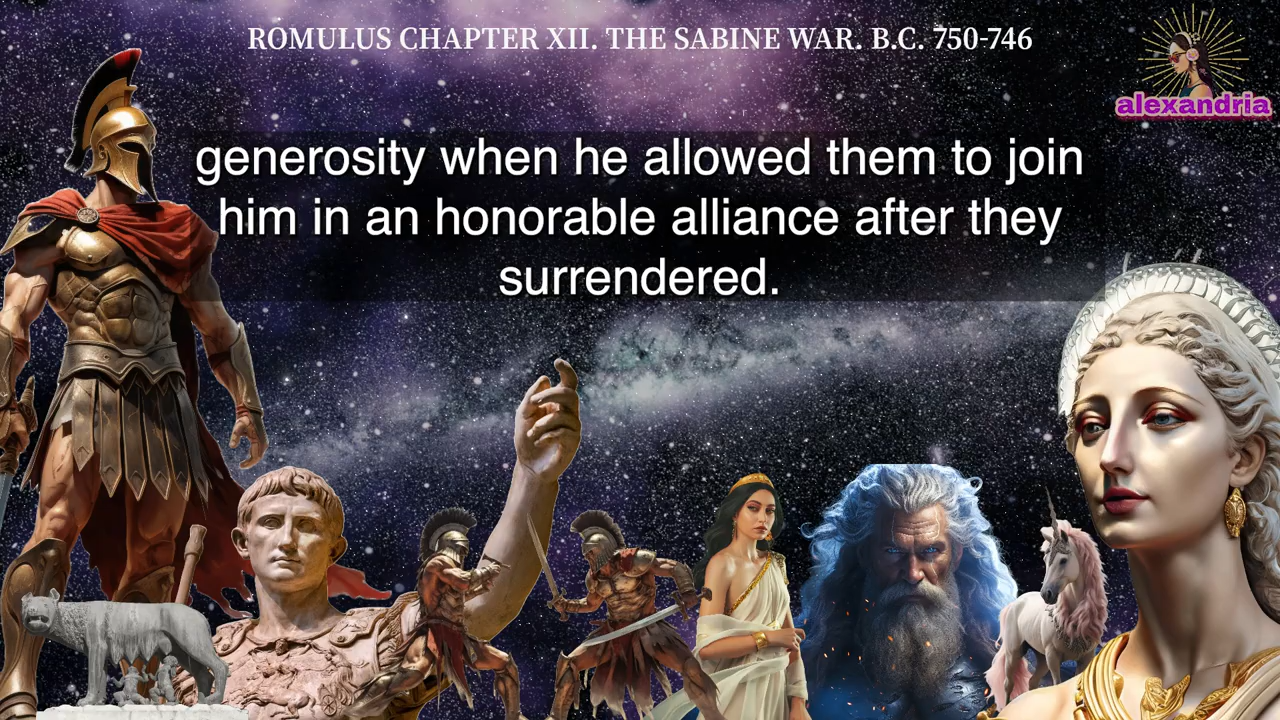 ROMULUS CHAPTER XII. THE SABINE WAR. B.C. 750-746
alexandria
generosity when he allowed them to join
him in an honorable alliance after they
surrendered.